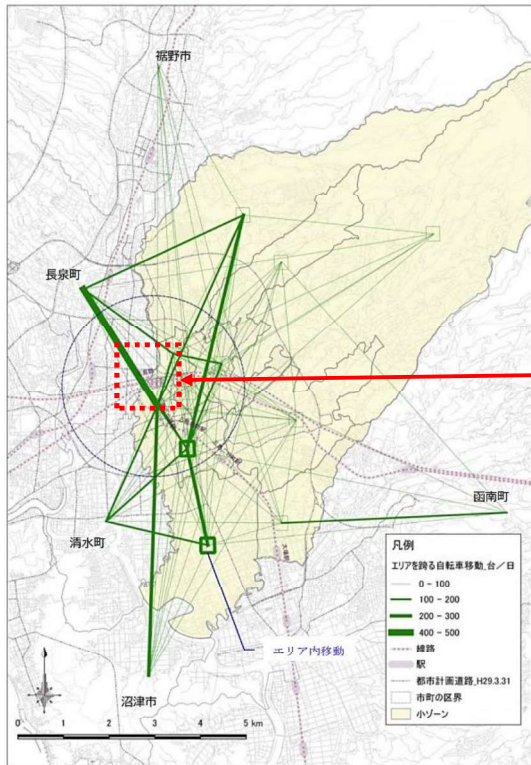 裾野市
長泉町
函南町
清水町
エリア内移動
沼津市
0 1 2 3 4 5 km
凡例
エリアを跨る自転車移動_台／日
0 - 100
100 - 200
200 - 300
400 - 500
線路
駅
都市計画道路_H29.3.31
市町の区界
小ゾーン